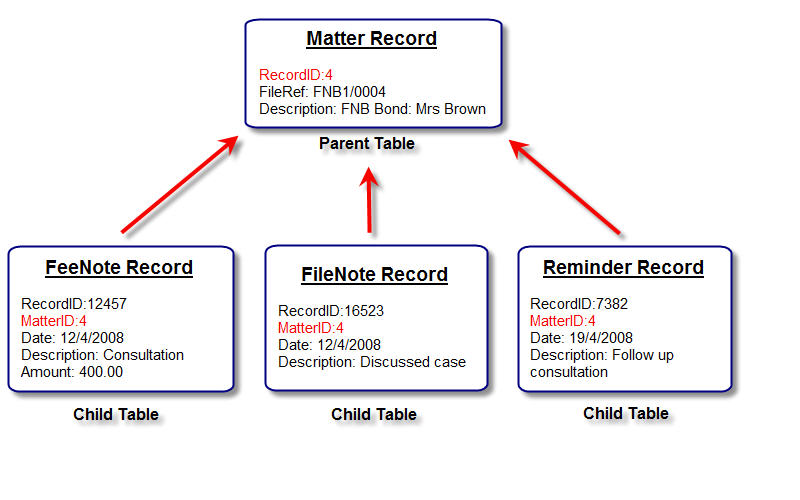 Matter Record
RecordID:4
FileRef: FNB1/0004
Description: FNB Bond: Mrs Brown
Parent Table
FeeNote Record
RecordID:12457
MatterID:4
Date: 12/4/2008
Description: Consultation
Amount: 400.00
Child Table
FileNote Record
RecordID:16523
MatterID:4
Date: 12/4/2008
Description: Discussed case
Child Table
Reminder Record
RecordID:7382
MatterID:4
Date: 19/4/2008
Description: Follow up
consultation
Child Table